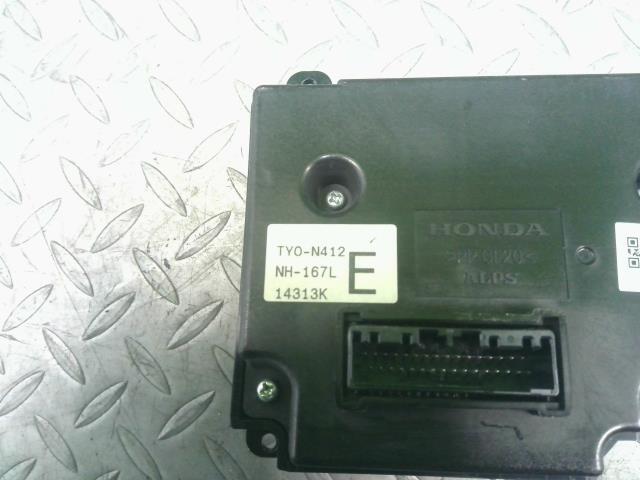 TYO-N412
NH-167L
14313K
E
HONDA
ALPS